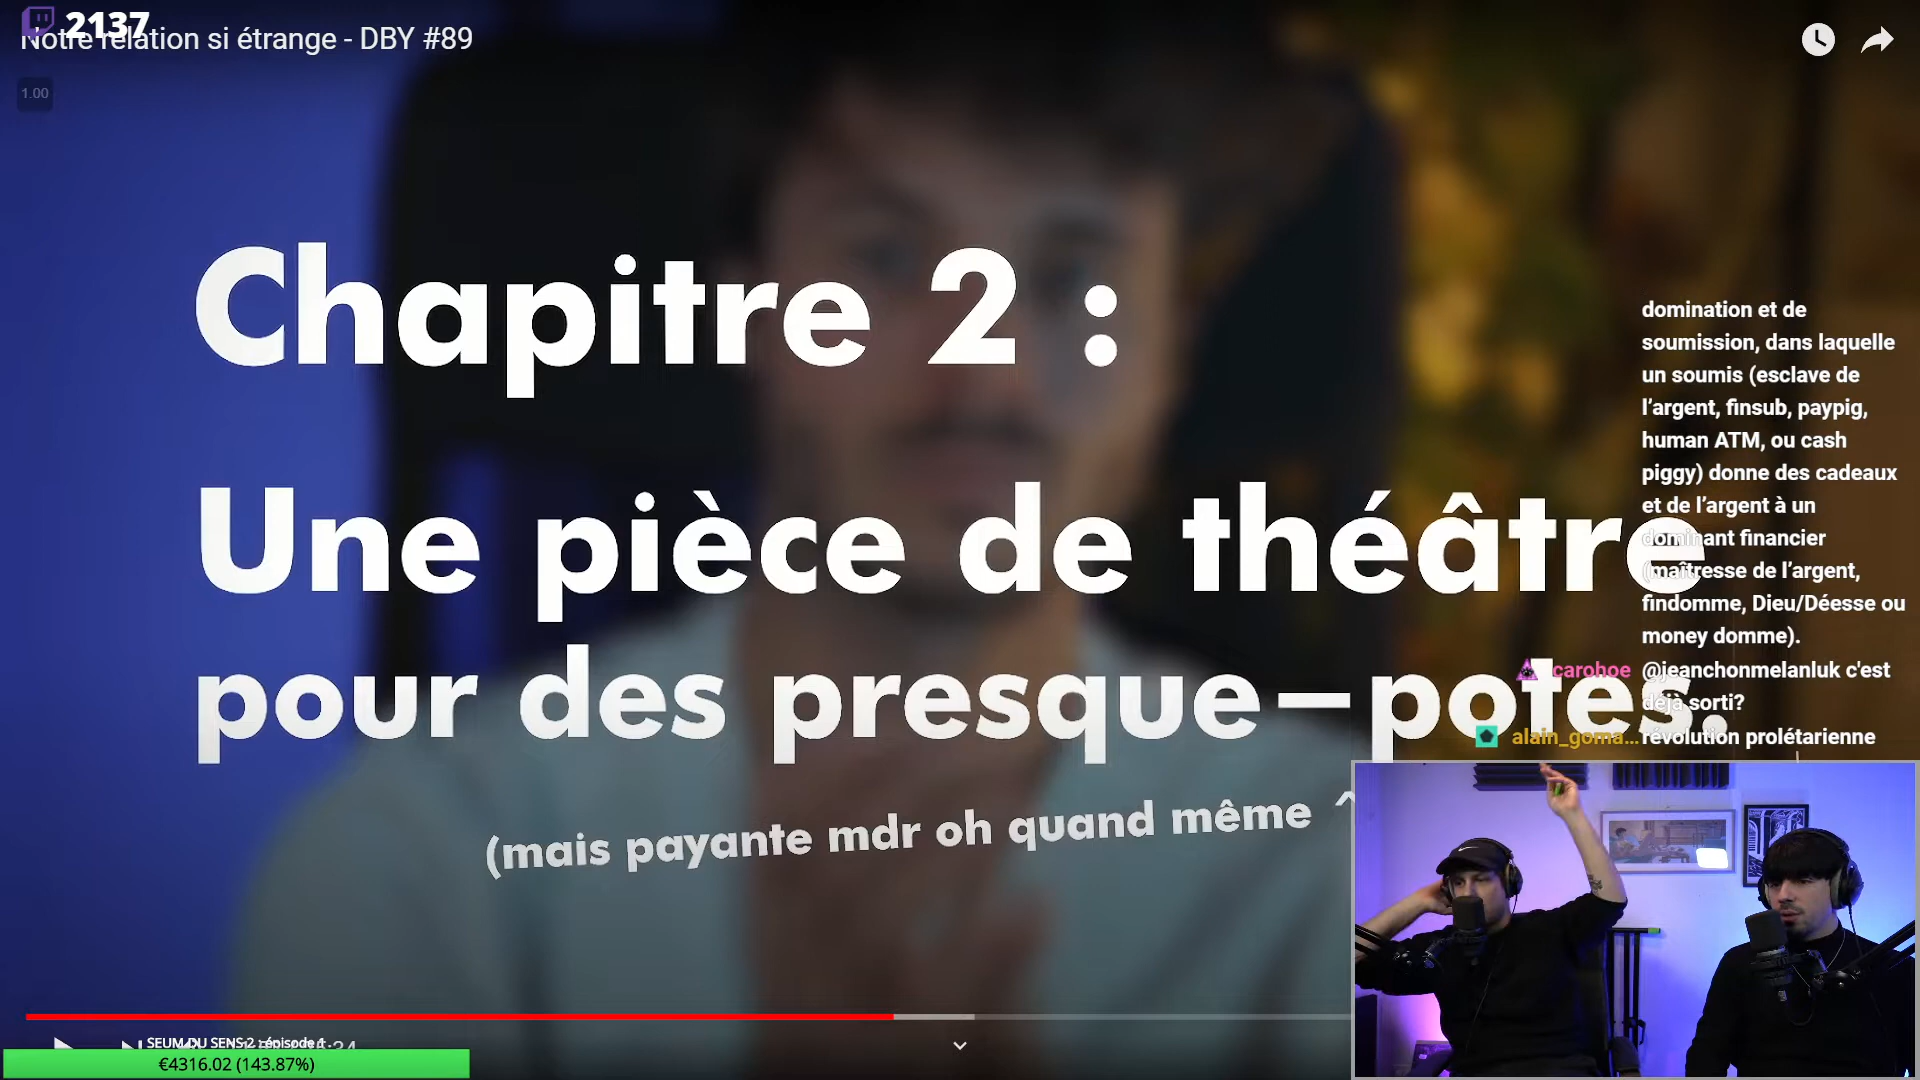 2137
Notre relation si étrange - DBY #89
1.00
Chapitre 2 :
Une pièce de théâtre
pour des presque-potes.
(mais payante mdr oh quand même ^
domination et de
soumission, dans laquelle
un soumis (esclave de
l'argent, finsub, paypig,
human ATM, ou cash
piggy) donne des cadeaux
et de l'argent à un
dominant financier
(maîtresse de l'argent,
findomme, Dieu/Déesse ou
money domme).
carohoe @jeanchonmelanluk c'est
déjà sorti?
alain_goma... révolution prolétarienne
SEUM DU SENS 2 : épisode 1
€4316.02 (143.87%)